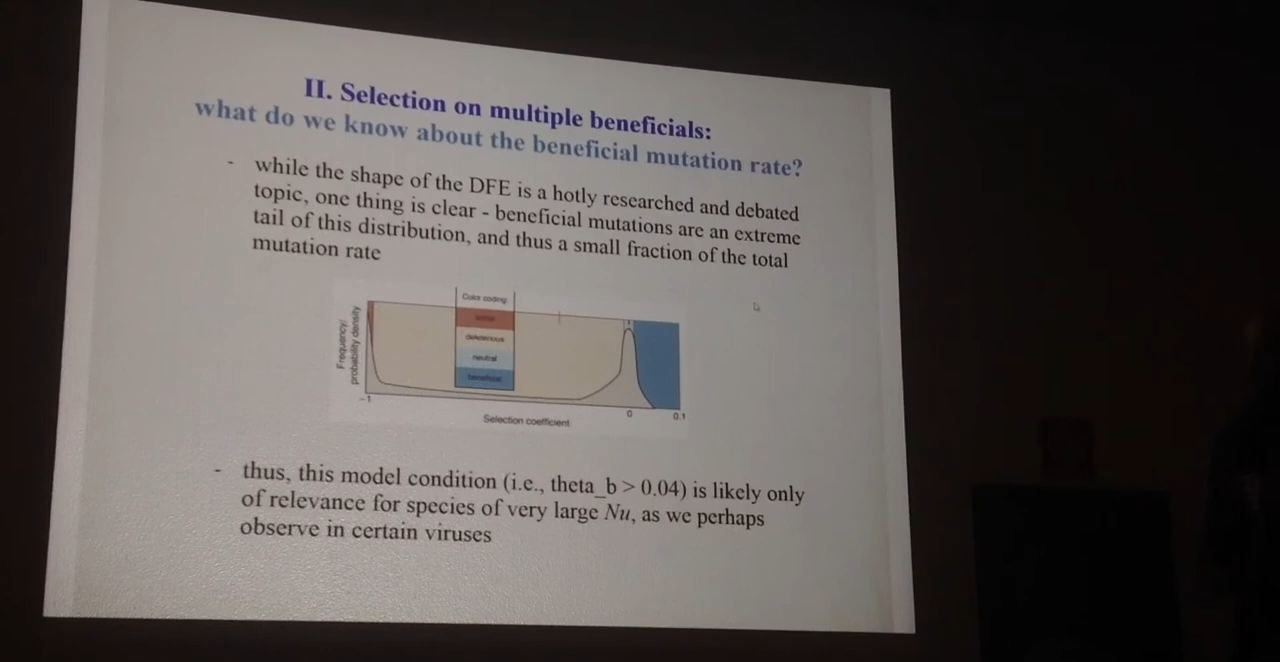 II. Selection on multiple beneficials:
what do we know about the beneficial mutation rate?
- while the shape of the DFE is a hotly researched and debated
topic, one thing is clear - beneficial mutations are an extreme
tail of this distribution, and thus a small fraction of the total
mutation rate
Frequency/
probability density
Color coding:
deleterious
neutral
beneficial
-1
0
0.1
Selection coefficient
- thus, this model condition (i.e., theta_b > 0.04) is likely only
of relevance for species of very large Nu, as we perhaps
observe in certain viruses